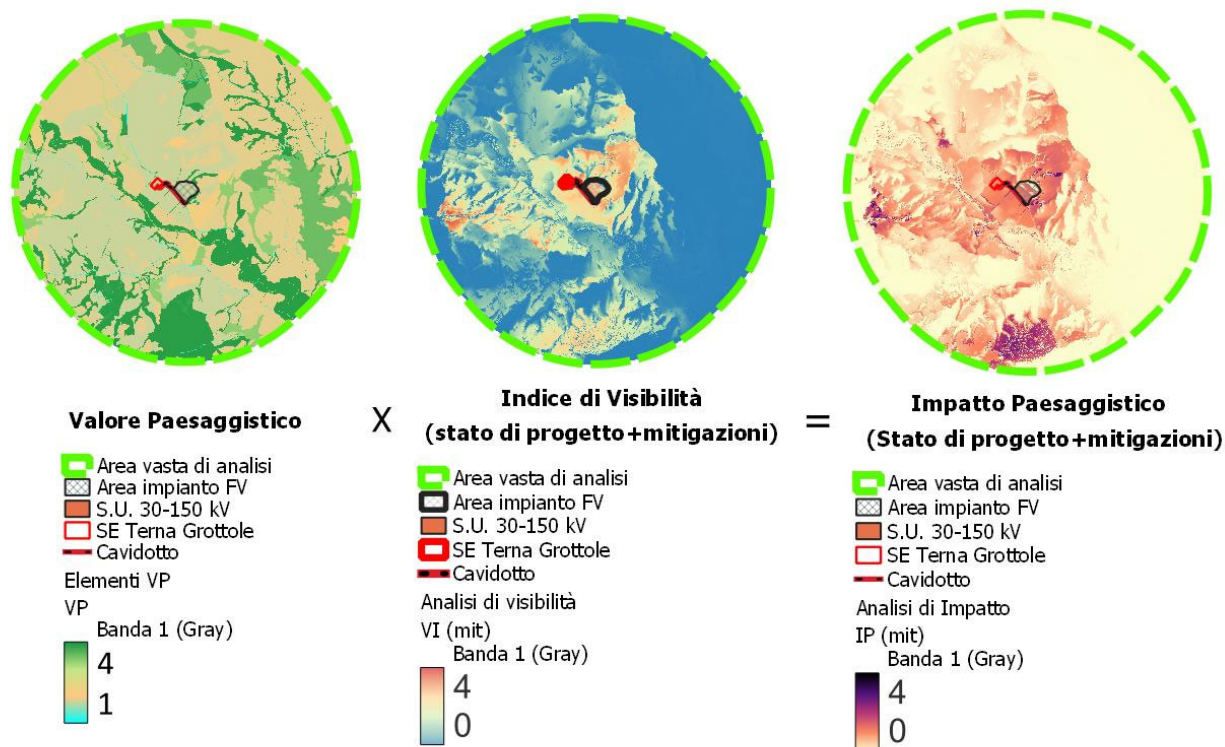 Valore Paesaggistico
Area vasta di analisi
Area impianto FV
S.U. 30-150 kV
SE Terna Grottole
Cavidotto
Elementi VP
VP
Banda 1 (Gray)
4
1
X
Indice di Visibilità
(stato di progetto+mitigazioni)
Area vasta di analisi
Area impianto FV
S.U. 30-150 kV
SE Terna Grottole
Cavidotto
Analisi di visibilità
VI (mit)
Banda 1 (Gray)
4
0
=
Impatto Paesaggistico
(Stato di progetto+mitigazioni)
Area vasta di analisi
Area impianto FV
S.U. 30-150 kV
SE Terna Grottole
Cavidotto
Analisi di Impatto
IP (mit)
Banda 1 (Gray)
4
0